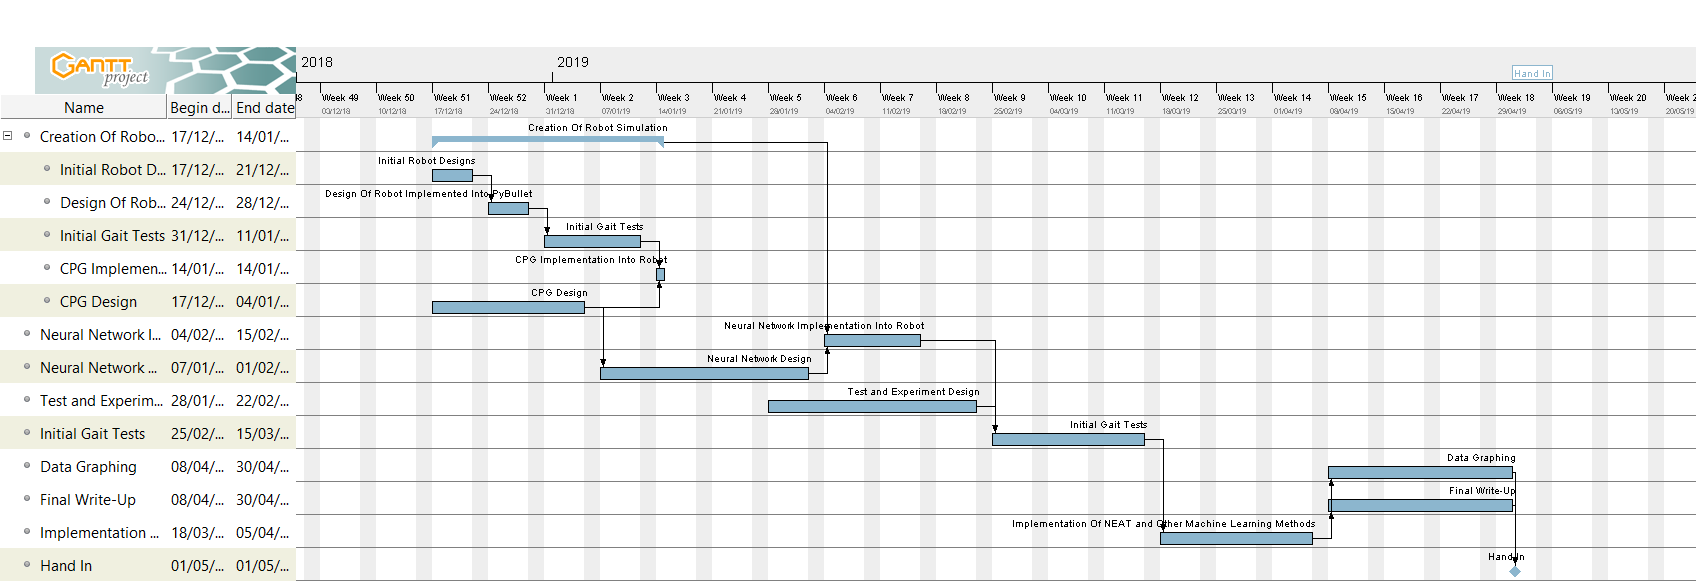 GANTT
project
2018
2019
Hand In
Name
Begin d...
End date
Week 49
Week 50
Week 51
Week 52
Week 1
Week 2
Week 3
Week 4
Week 5
Week 6
Week 7
Week 8
Week 9
Week 10
Week 11
Week 12
Week 13
Week 14
Week 15
Week 16
Week 17
Week 18
Week 19
Week 20
03/12/18
10/12/18
17/12/18
24/12/18
31/12/18
07/01/19
14/01/19
21/01/19
28/01/19
04/02/19
11/02/19
18/02/19
25/02/19
04/03/19
11/03/19
18/03/19
25/03/19
01/04/19
08/04/19
15/04/19
22/04/19
29/04/19
06/05/19
13/05/19
20/05/19
Creation Of Robo... 17/12/... 14/01/...
Creation Of Robot Simulation
Initial Robot D... 17/12/... 21/12/...
Initial Robot Designs
Design Of Rob... 24/12/... 28/12/...
Design Of Robot Implemented Into PyBullet
Initial Gait Tests 31/12/... 11/01/...
Initial Gait Tests
CPG Implemen... 14/01/... 14/01/...
CPG Implementation Into Robot
CPG Design 17/12/... 04/01/...
CPG Design
Neural Network I... 04/02/... 15/02/...
Neural Network Implementation Into Robot
Neural Network ... 07/01/... 01/02/...
Neural Network Design
Test and Experim... 28/01/... 22/02/...
Test and Experiment Design
Initial Gait Tests 25/02/... 15/03/...
Initial Gait Tests
Data Graphing 08/04/... 30/04/...
Data Graphing
Final Write-Up 08/04/... 30/04/...
Final Write-Up
Implementation ... 18/03/... 05/04/...
Implementation Of NEAT and Other Machine Learning Methods
Hand In 01/05/... 01/05/...
Hand In